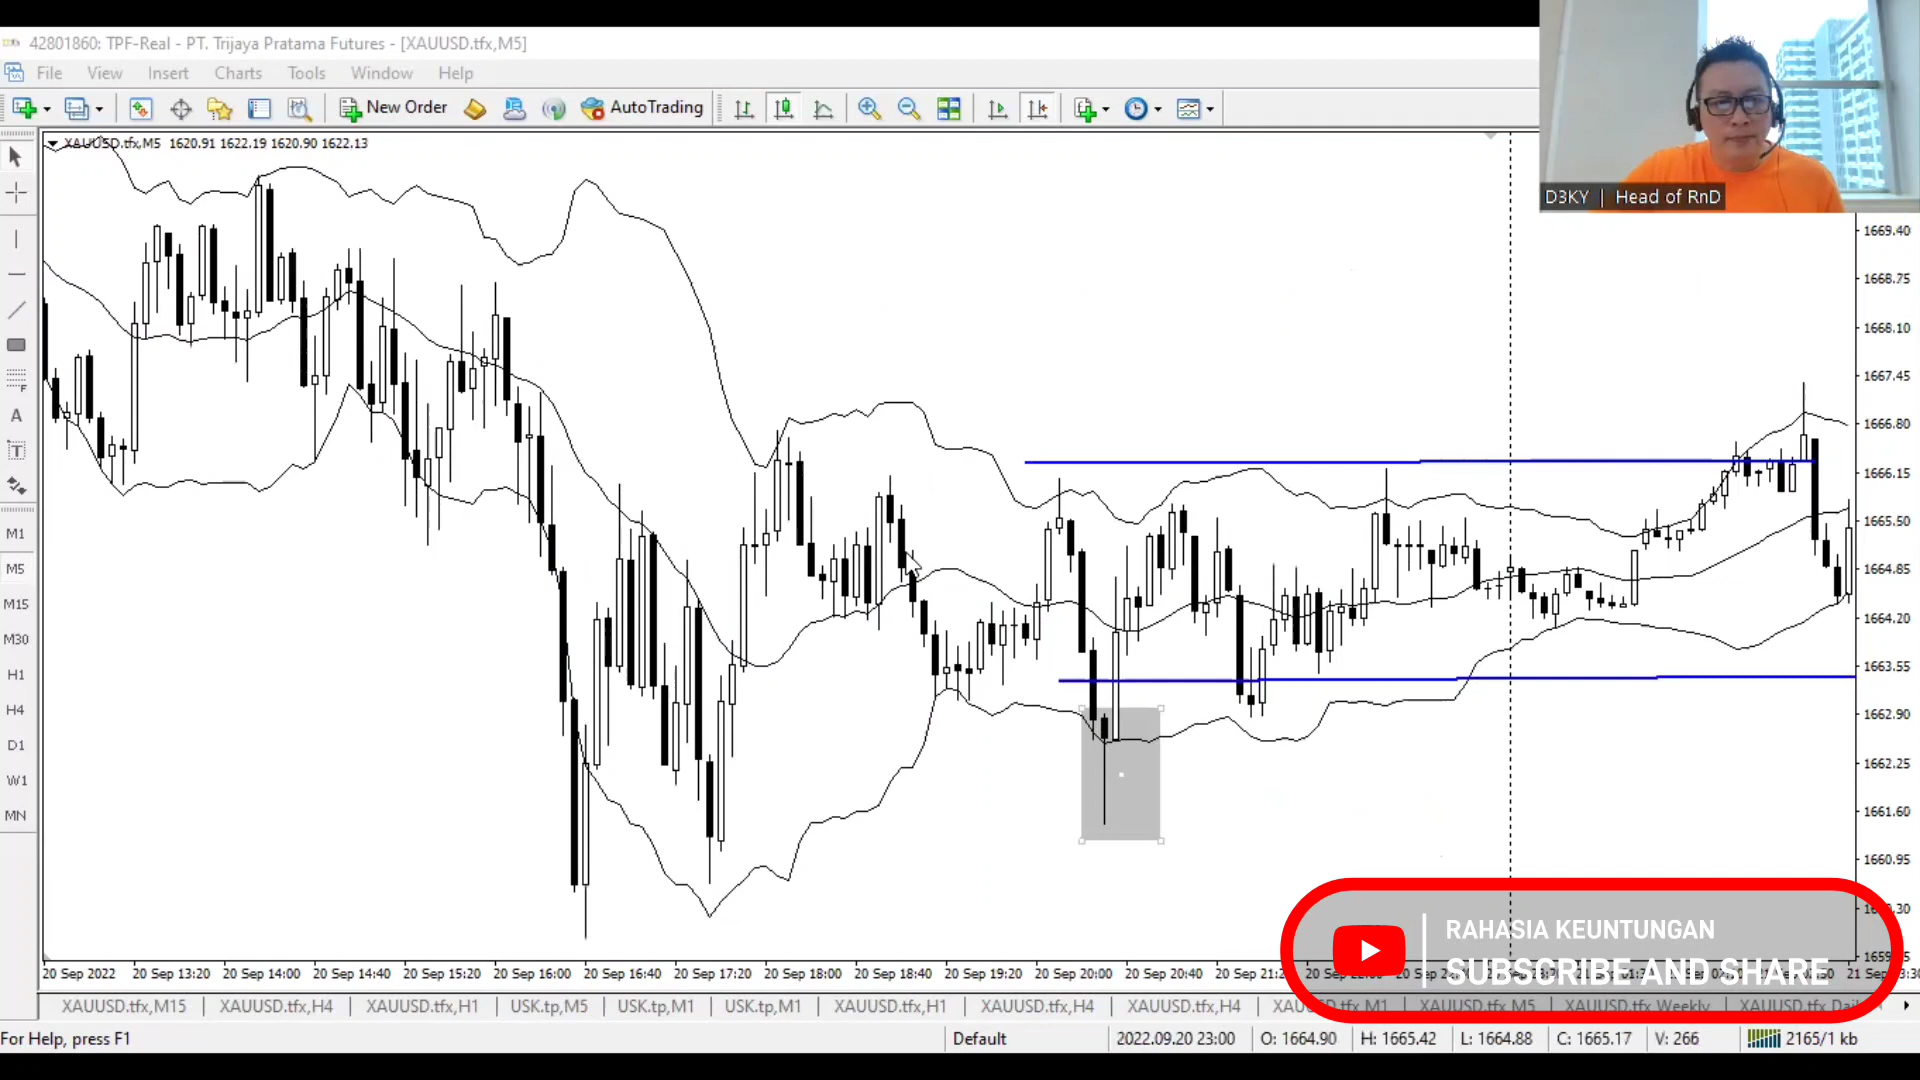 42801860: TPF-Real - PT. Trijaya Pratama Futures - [XAUUSD.tfx,M5]
File View Insert Charts Tools Window Help
New Order AutoTrading
XAUUSD.tfx,M5 1620.91 1622.19 1620.90 1622.13
D3KY | Head of RnD
1669.40
1668.75
1668.10
1667.45
1666.80
1666.15
1665.50
1664.85
1664.20
1663.55
1662.90
1662.25
1661.60
1660.95
F
A
T
M1
M5
M15
M30
H1
H4
D1
W1
MN
RAHASIA KEUNTUNGAN
SUBSCRIBE AND SHARE
20 Sep 2022 20 Sep 13:20 20 Sep 14:00 20 Sep 14:40 20 Sep 15:20 20 Sep 16:00 20 Sep 16:40 20 Sep 17:20 20 Sep 18:00 20 Sep 18:40 20 Sep 19:20 20 Sep 20:00 20 Sep 20:40
XAUUSD.tfx,M15 XAUUSD.tfx,H4 XAUUSD.tfx,H1 USK.tp,M5 USK.tp,M1 USK.tp,M1 XAUUSD.tfx,H1 XAUUSD.tfx,H4 XAUUSD.tfx,H4 XAUUSD.tfx,M5 XAUUSD.tfx,Weekly
For Help, press F1 Default 2022.09.20 23:00 O: 1664.90 H: 1665.42 L: 1664.88 C: 1665.17 V: 266 2165/1 kb